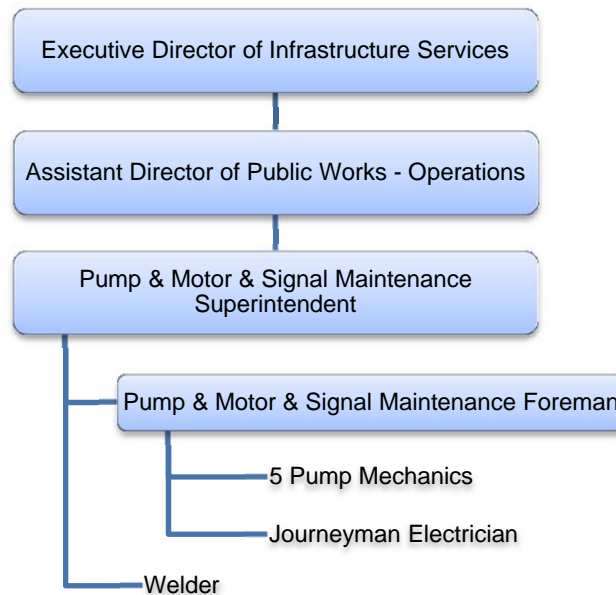 Executive Director of Infrastructure Services
Assistant Director of Public Works - Operations
Pump & Motor & Signal Maintenance
Superintendent
Pump & Motor & Signal Maintenance Foreman
5 Pump Mechanics
Journeyman Electrician
Welder